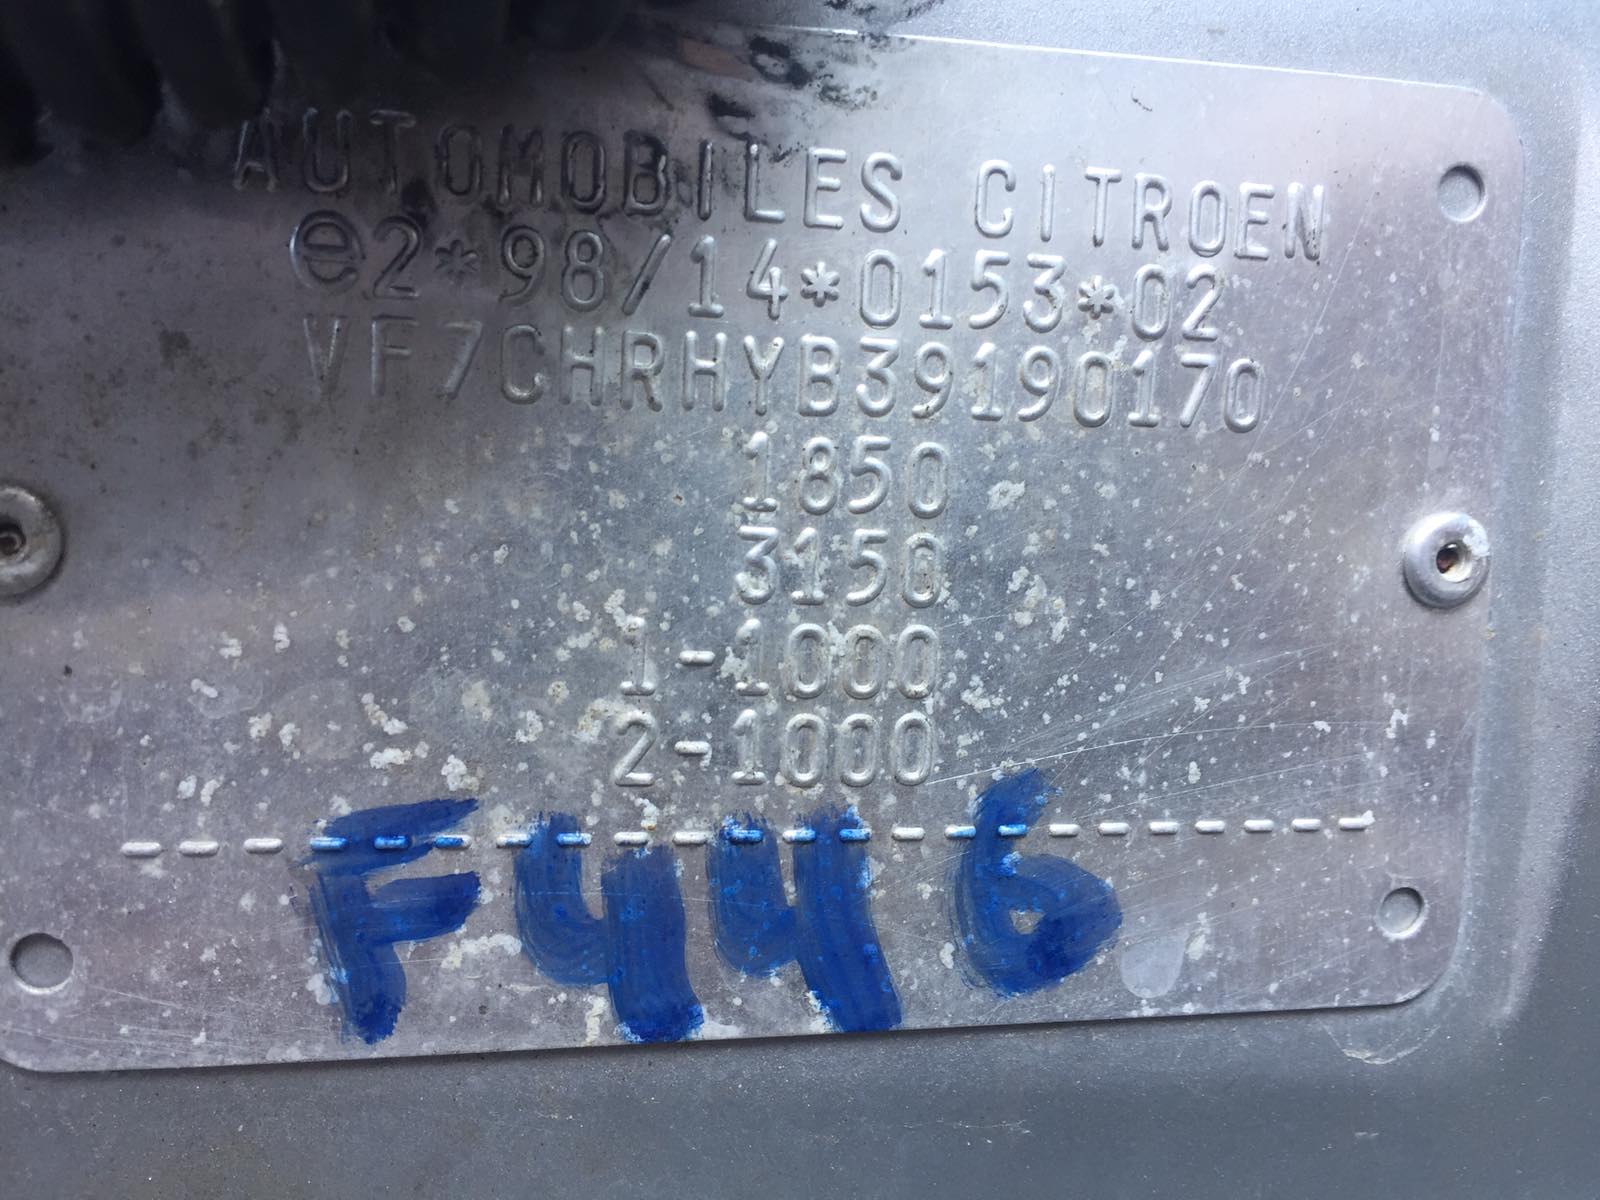 AUTOMOBILES CITROEN
e2*98/14*0153*02
VF7CHRHYB39190170
1850
3150
1-1000
2-1000
F446